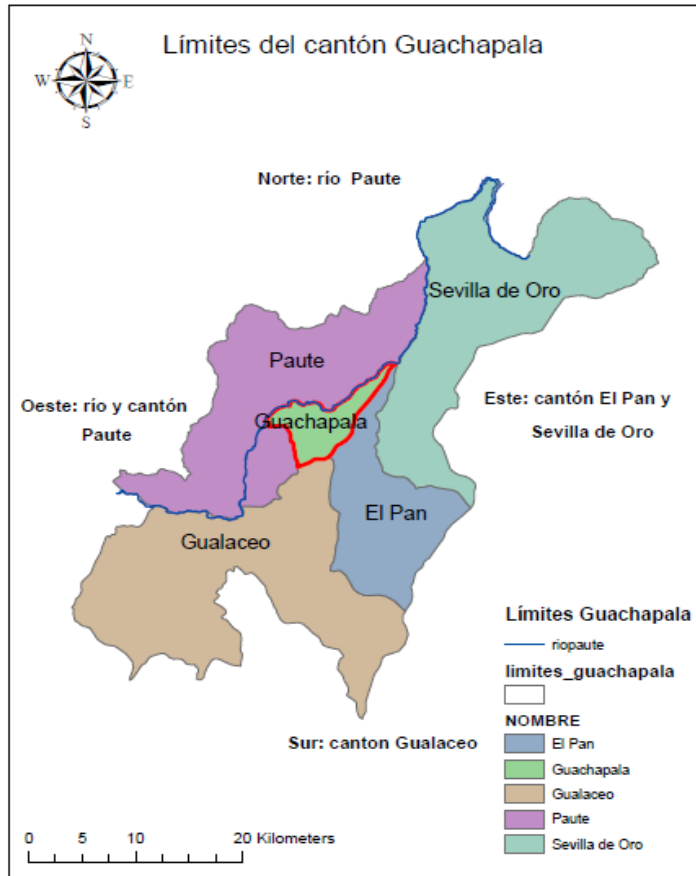 Límites del cantón Guachapala
N
W E
S
Norte: río Paute
Sevilla de Oro
Paute
Oeste: río y cantón
Paute
Guachapala
Este: cantón El Pan y
Sevilla de Oro
El Pan
Gualaceo
Límites Guachapala
riopaute
limites_guachapala
NOMBRE
El Pan
Guachapala
Gualaceo
Paute
Sevilla de Oro
Sur: canton Gualaceo
0 5 10 20 Kilometers